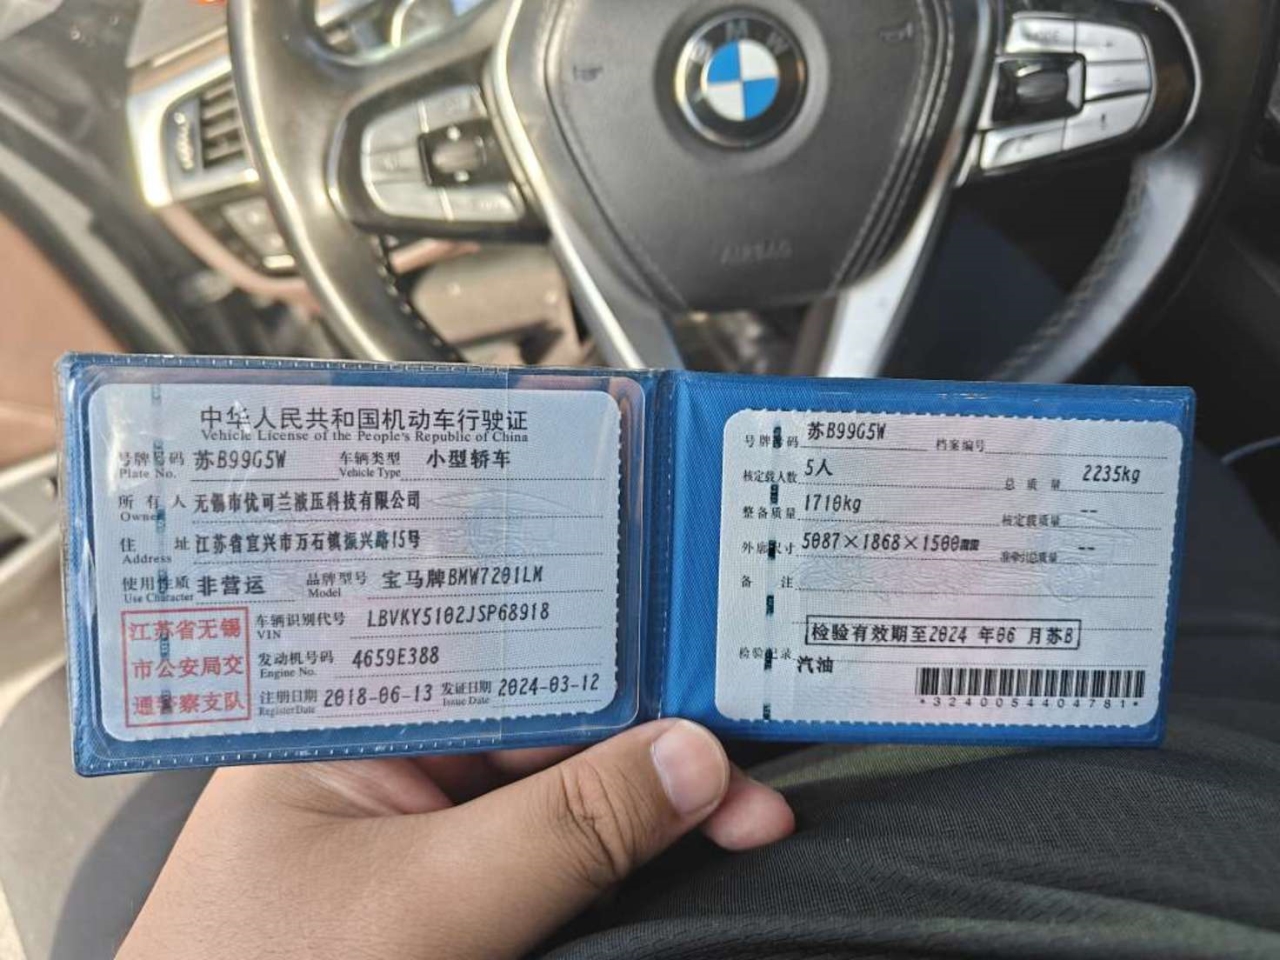 BMW
AIRBAG
中华人民共和国机动车行驶证
Vehicle License of the People's Republic of China
号牌号码 苏B99G5W 车辆类型 小型轿车
Plate No. Vehicle Type
所有人 无锡市优可兰液压科技有限公司
Owner
住址 江苏省宜兴市万石镇振兴路15号
Address
使用性质 非营运 品牌型号 宝马牌BMW7201LM
Use Character Model
江苏省无锡
市公安局交
通警察支队
车辆识别代号 LBVKY5102JSP68918
VIN
发动机号码 4659E388
Engine No.
注册日期 2018-06-13 发证日期 2024-03-12
Register Date Issue Date
号牌号码 苏B99G5W 档案编号
核定载人数 5人 总质量 2235kg
整备质量 1710kg 核定载质量 --
外廓尺寸 5087×1868×1500mm 准牵引总质量 --
备注
检验有效期至2024 年06 月苏B
检验记录 汽油
*3240054404781*